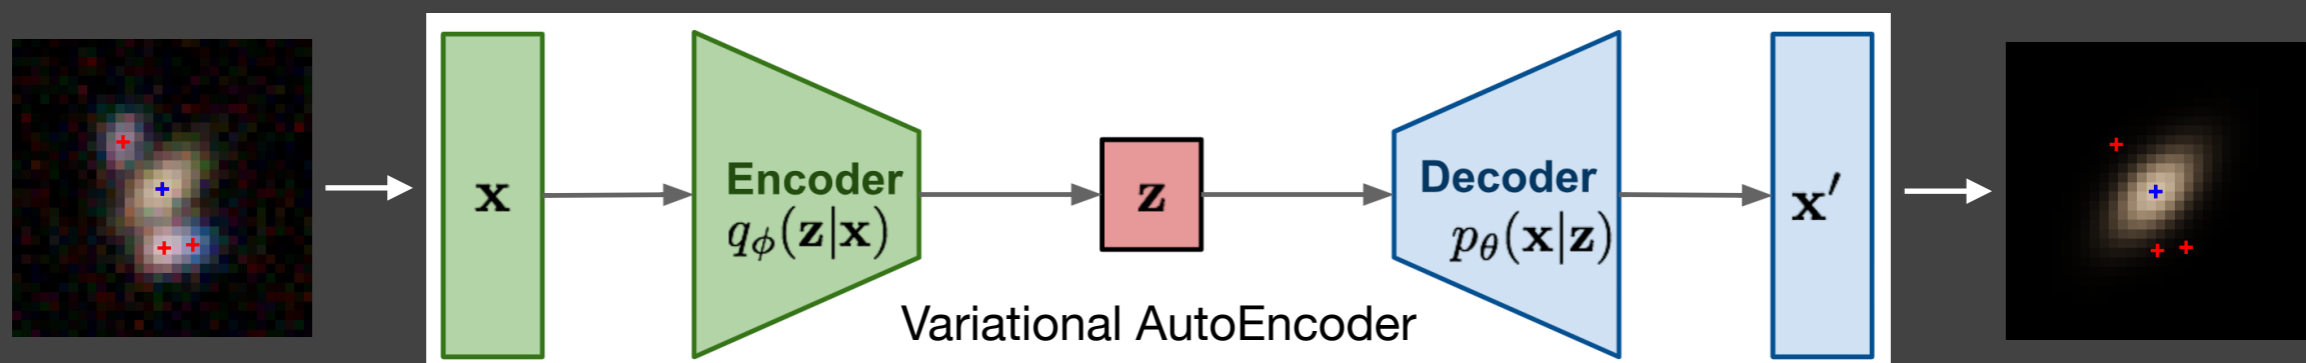 x
Encoder
qϕ(z|x)
z
Decoder
pθ(x|z)
x′
Variational AutoEncoder